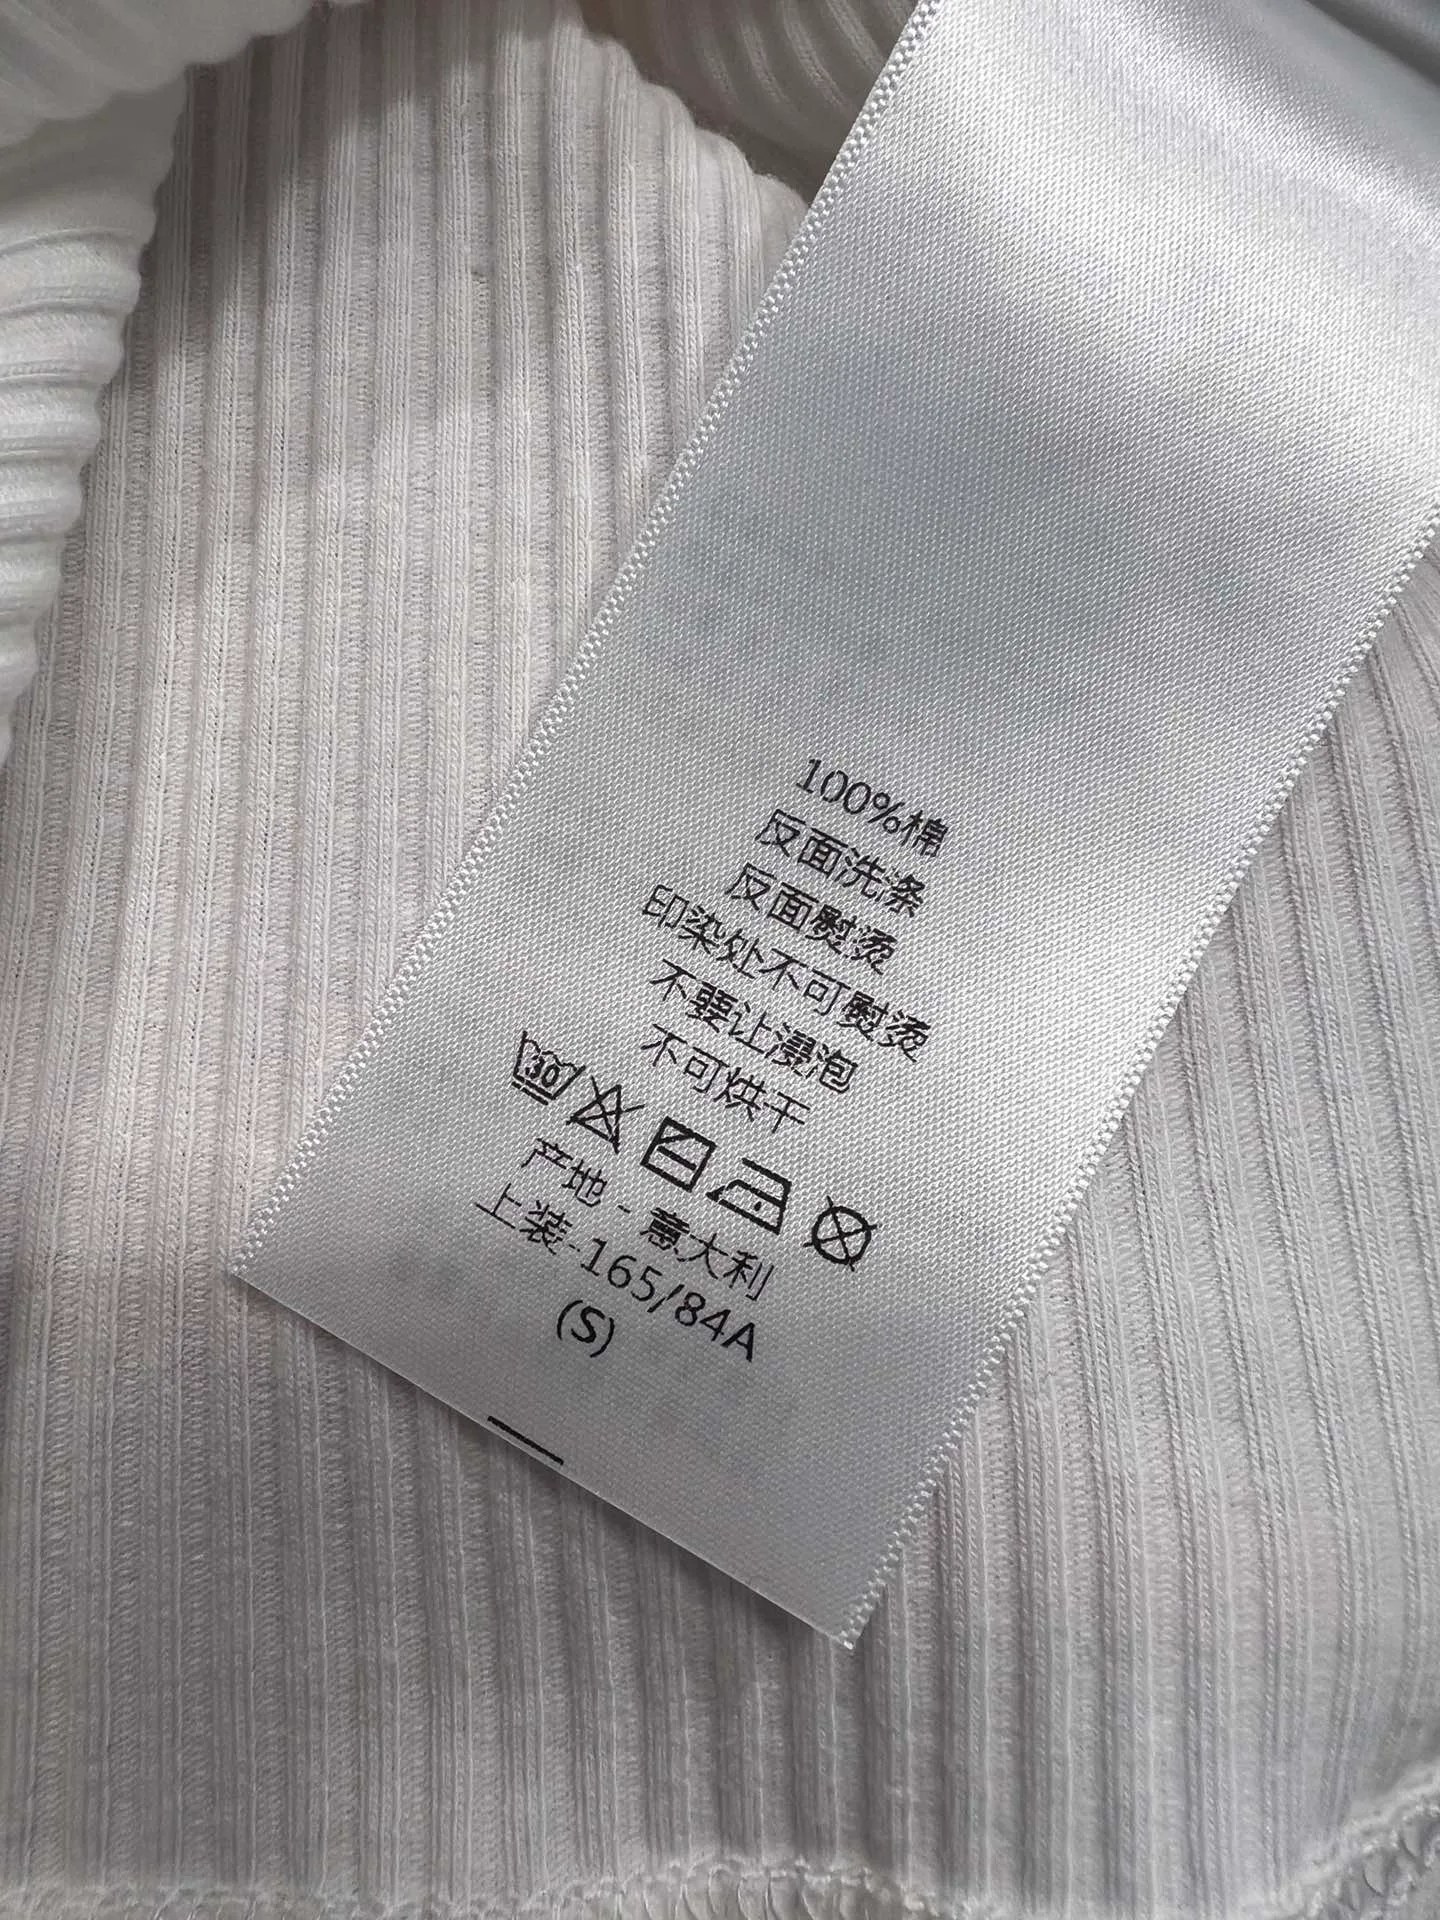 100%棉
反面洗涤
反面熨烫
印染处不可熨烫
不要让浸泡
不可烘干
30
产地 - 意大利
上装-165/84A
(S)